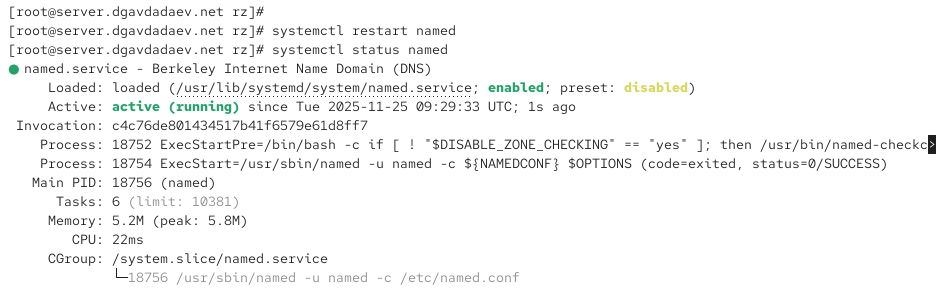 [root@server.dgavdadaev.net rz]#
[root@server.dgavdadaev.net rz]# systemctl restart named
[root@server.dgavdadaev.net rz]# systemctl status named
● named.service - Berkeley Internet Name Domain (DNS)
Loaded: loaded (/usr/lib/systemd/system/named.service; enabled; preset: disabled)
Active: active (running) since Tue 2025-11-25 09:29:33 UTC; 1s ago
Invocation: c4c76de801434517b41f6579e61d8ff7
Process: 18752 ExecStartPre=/bin/bash -c if [ ! "$DISABLE_ZONE_CHECKING" == "yes" ]; then /usr/bin/named-checkc>
Process: 18754 ExecStart=/usr/sbin/named -u named -c ${NAMEDCONF} $OPTIONS (code=exited, status=0/SUCCESS)
Main PID: 18756 (named)
Tasks: 6 (limit: 10381)
Memory: 5.2M (peak: 5.8M)
CPU: 22ms
CGroup: /system.slice/named.service
└─18756 /usr/sbin/named -u named -c /etc/named.conf